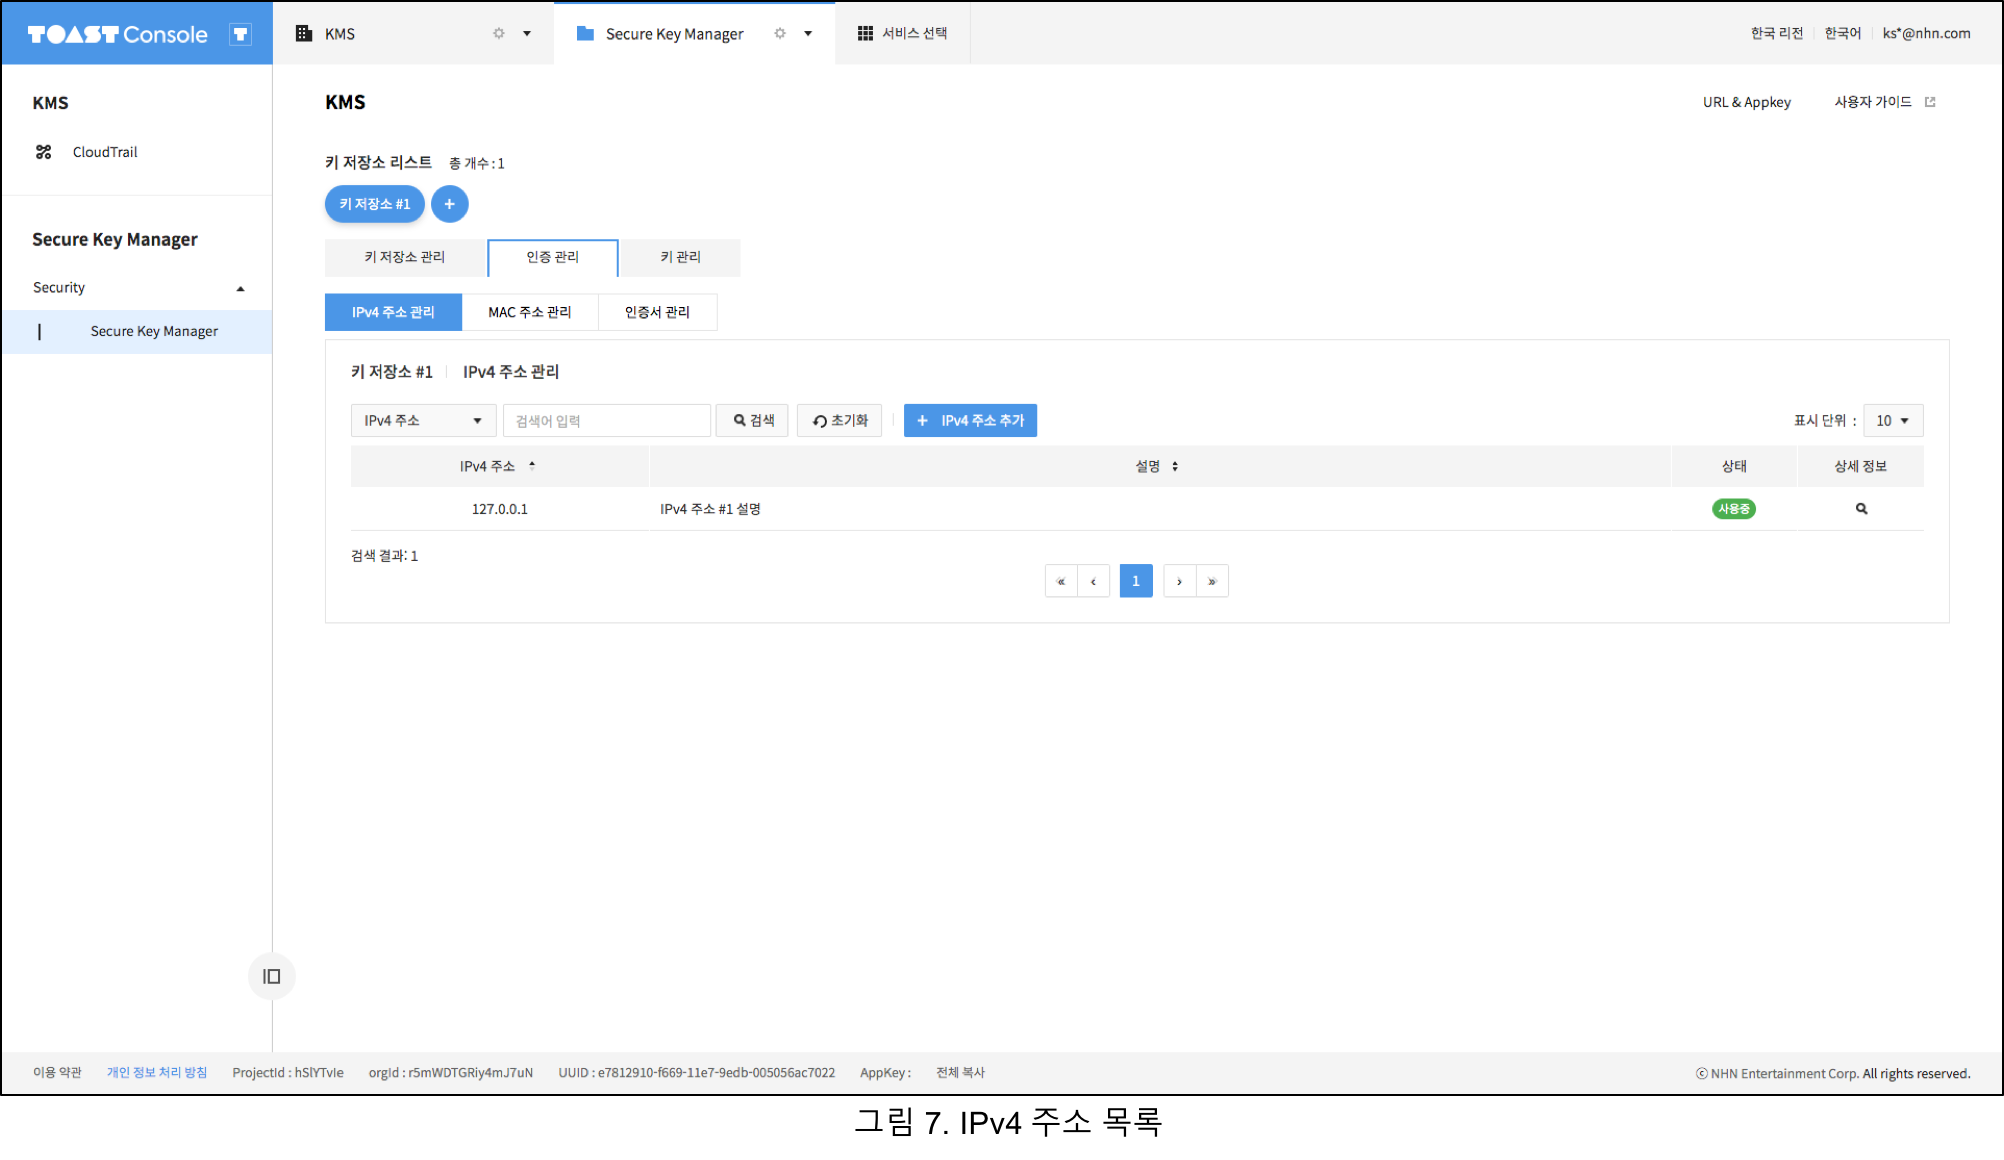 TOAST Console
KMS
Secure Key Manager
서비스 선택
한국 리전
한국어
ks*@nhn.com
KMS
CloudTrail
Secure Key Manager
Security
Secure Key Manager
KMS
URL & Appkey
사용자 가이드
키 저장소 리스트 총 개수 : 1
키 저장소 #1 +
키 저장소 관리 인증 관리 키 관리
IPv4 주소 관리 MAC 주소 관리 인증서 관리
키 저장소 #1 IPv4 주소 관리
IPv4 주소 검색어 입력 검색 초기화 + IPv4 주소 추가 표시 단위 : 10
IPv4 주소 설명 상태 상세 정보
127.0.0.1 IPv4 주소 #1 설명 사용중
검색 결과: 1
« ‹ 1 › »
이용 약관 개인 정보 처리 방침 ProjectId : hSlYTvIe orgId : r5mWDTGRiy4mJ7uN UUID : e7812910-f669-11e7-9edb-005056ac7022 AppKey : 전체 복사 ⓒ NHN Entertainment Corp. All rights reserved.
그림 7. IPv4 주소 목록